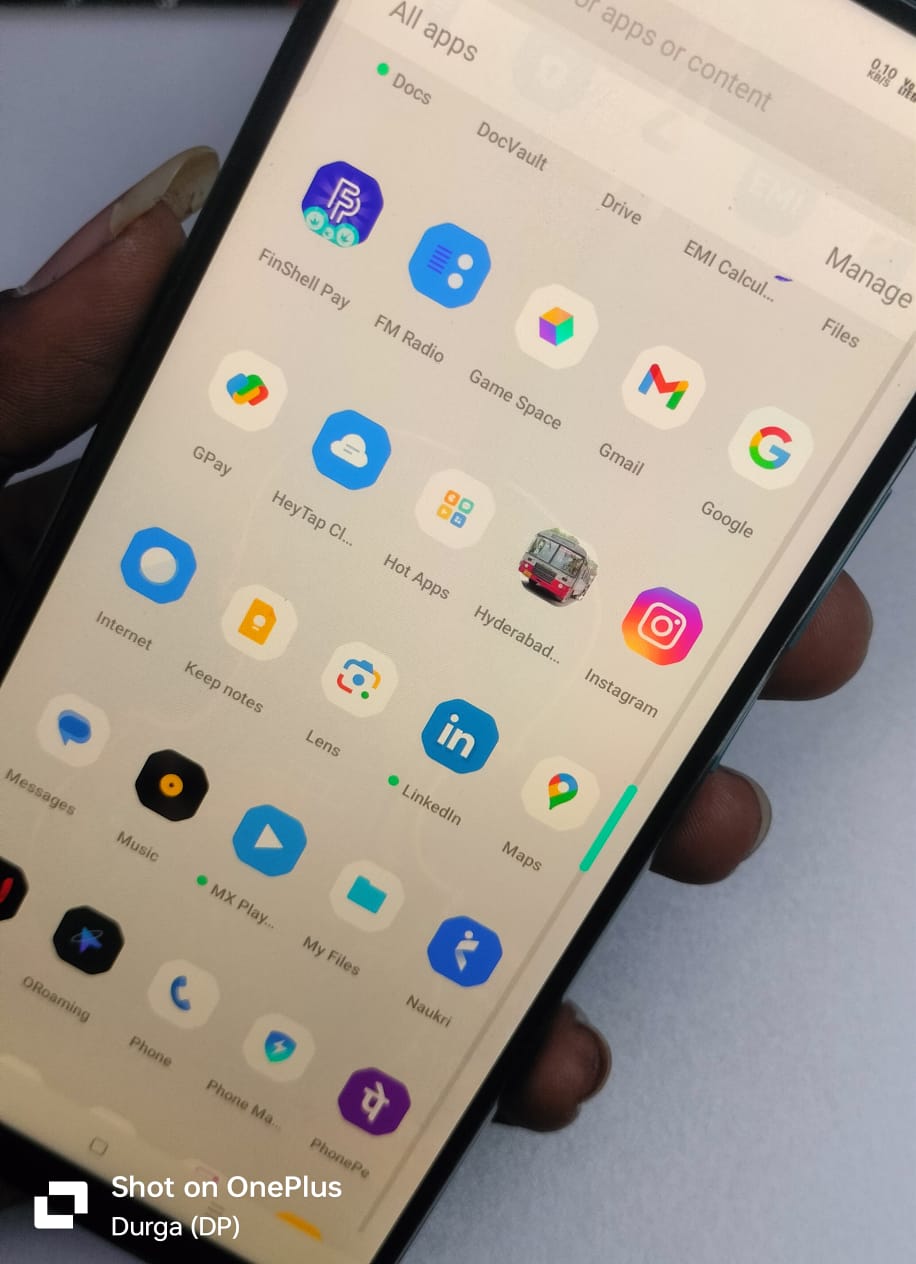 or apps or content
0.10
KB/S
All apps
Manage
Docs
DocVault
Drive
EMI Calcul...
Files
FinShell Pay
FM Radio
Game Space
Gmail
Google
GPay
HeyTap Cl...
Hot Apps
Hyderabad...
Instagram
Internet
Keep notes
Lens
in
LinkedIn
Maps
Messages
Music
MX Play...
My Files
Naukri
ORoaming
Phone
Phone Ma...
पे
PhonePe
Shot on OnePlus
Durga (DP)